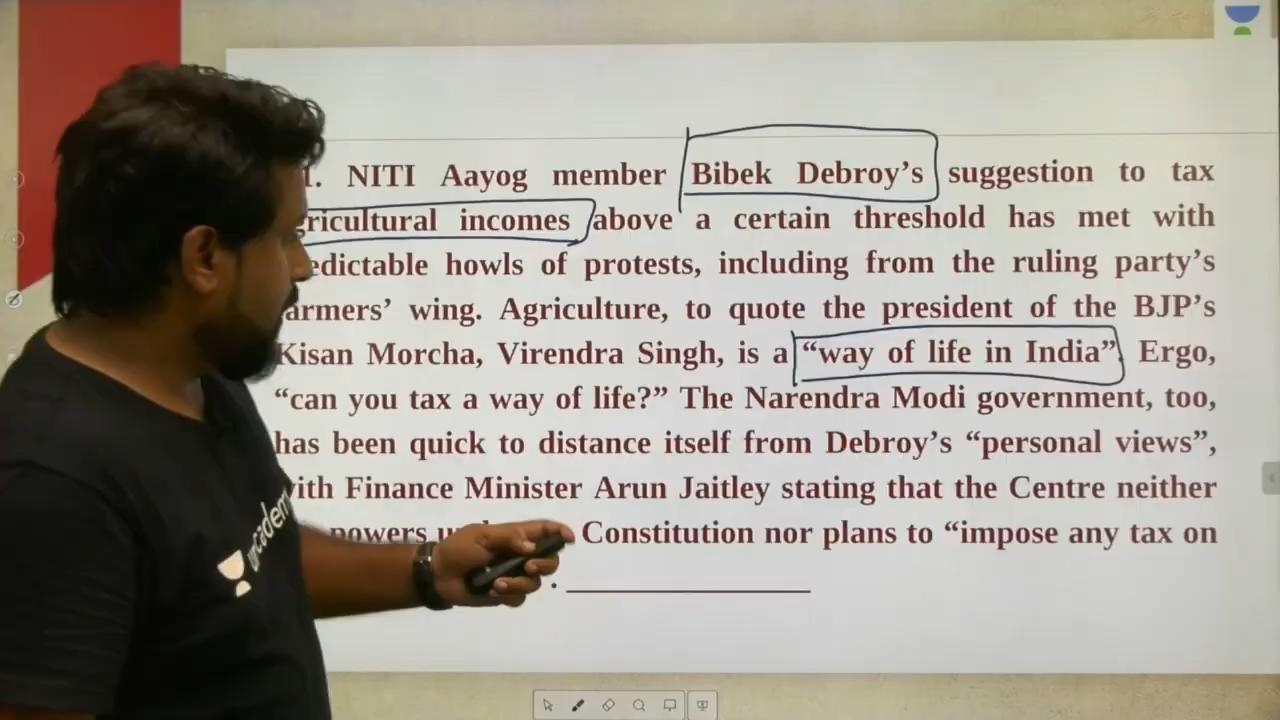 1. NITI Aayog member Bibek Debroy's suggestion to tax
gricultural incomes above a certain threshold has met with
edictable howls of protests, including from the ruling party's
armers' wing. Agriculture, to quote the president of the BJP's
Kisan Morcha, Virendra Singh, is a "way of life in India" Ergo,
"can you tax a way of life?" The Narendra Modi government, too,
has been quick to distance itself from Debroy's "personal views",
with Finance Minister Arun Jaitley stating that the Centre neither
powers Constitution nor plans to "impose any tax on
. __________
unacademy